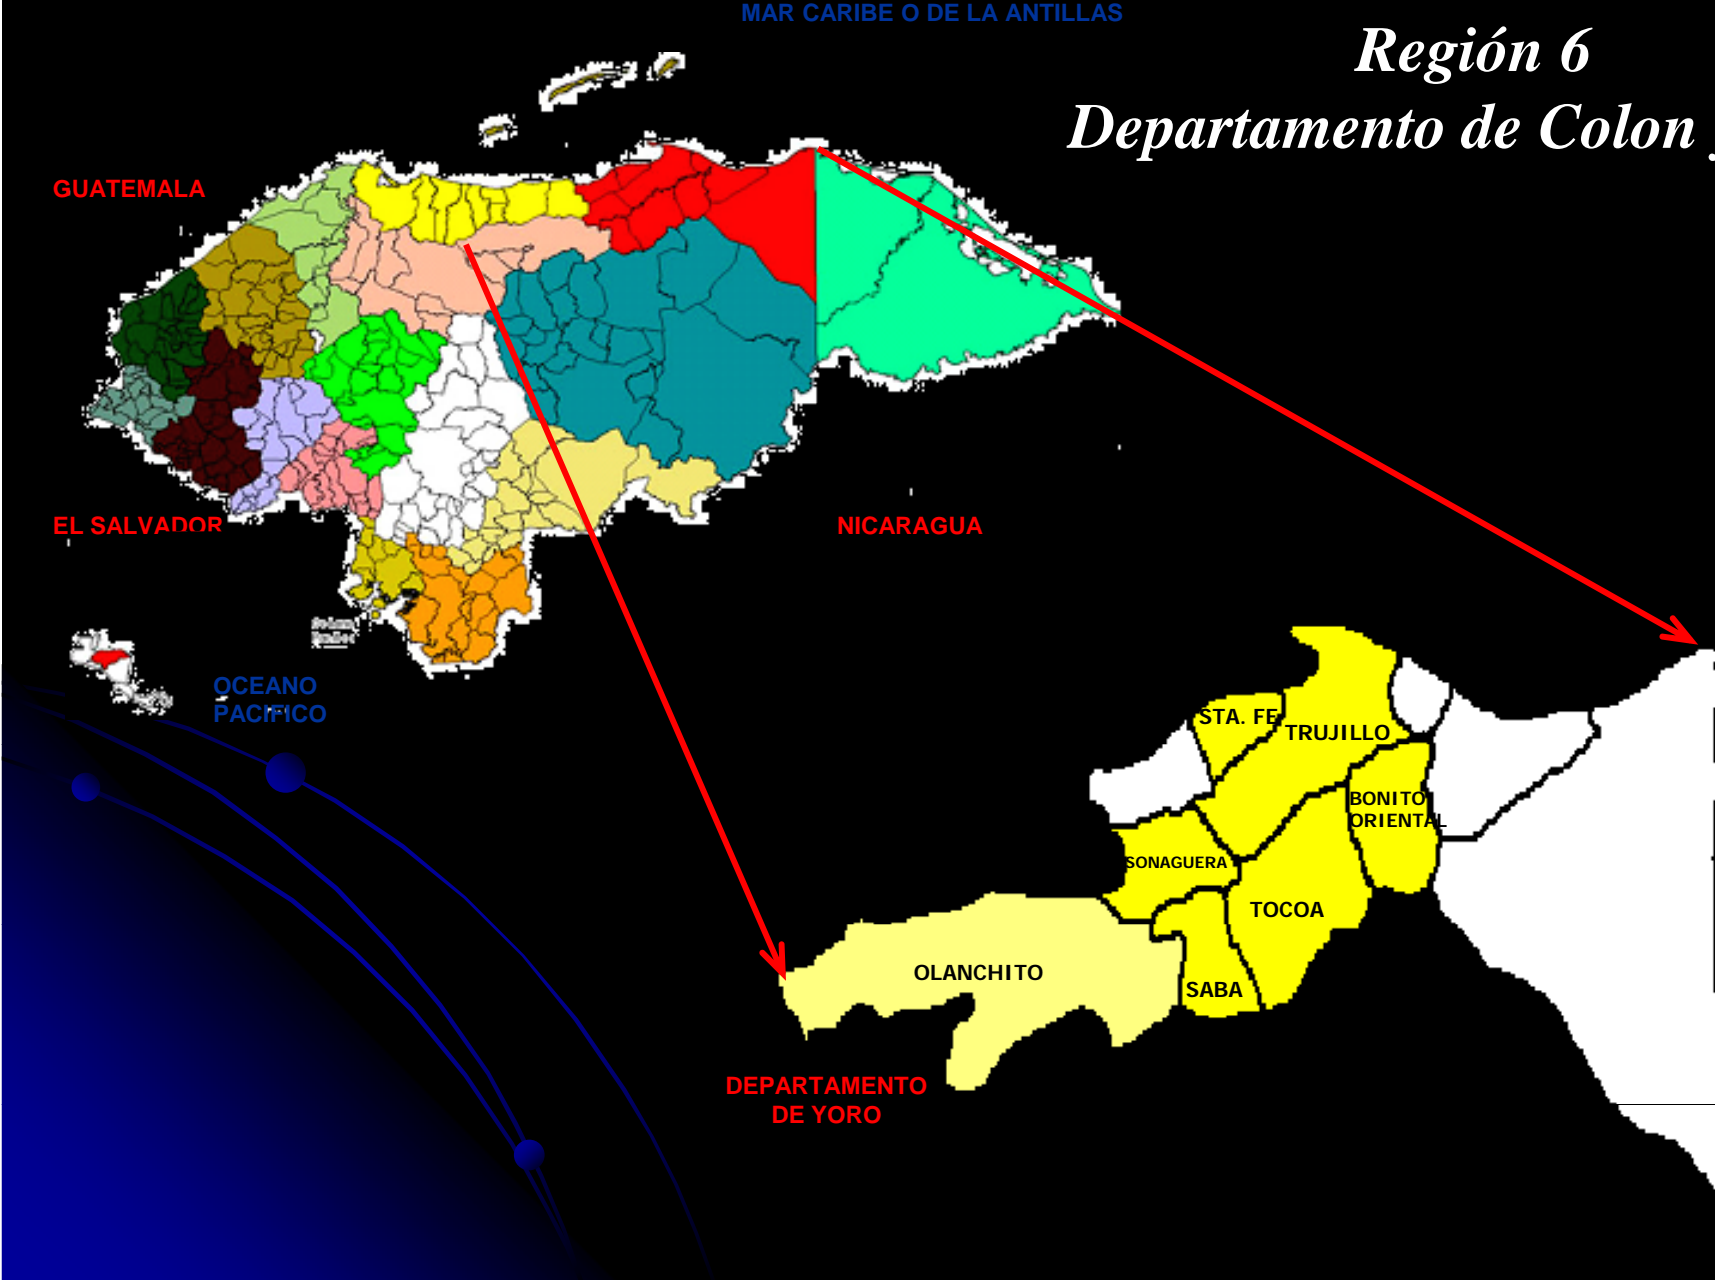 MAR CARIBE O DE LA ANTILLAS
Región 6
Departamento de Colon
GUATEMALA
EL SALVADOR
NICARAGUA
OCEANO
PACIFICO
STA. FE
TRUJILLO
BONITO
ORIENTAL
SONAGUERA
TOCOA
OLANCHITO
SABA
DEPARTAMENTO
DE YORO